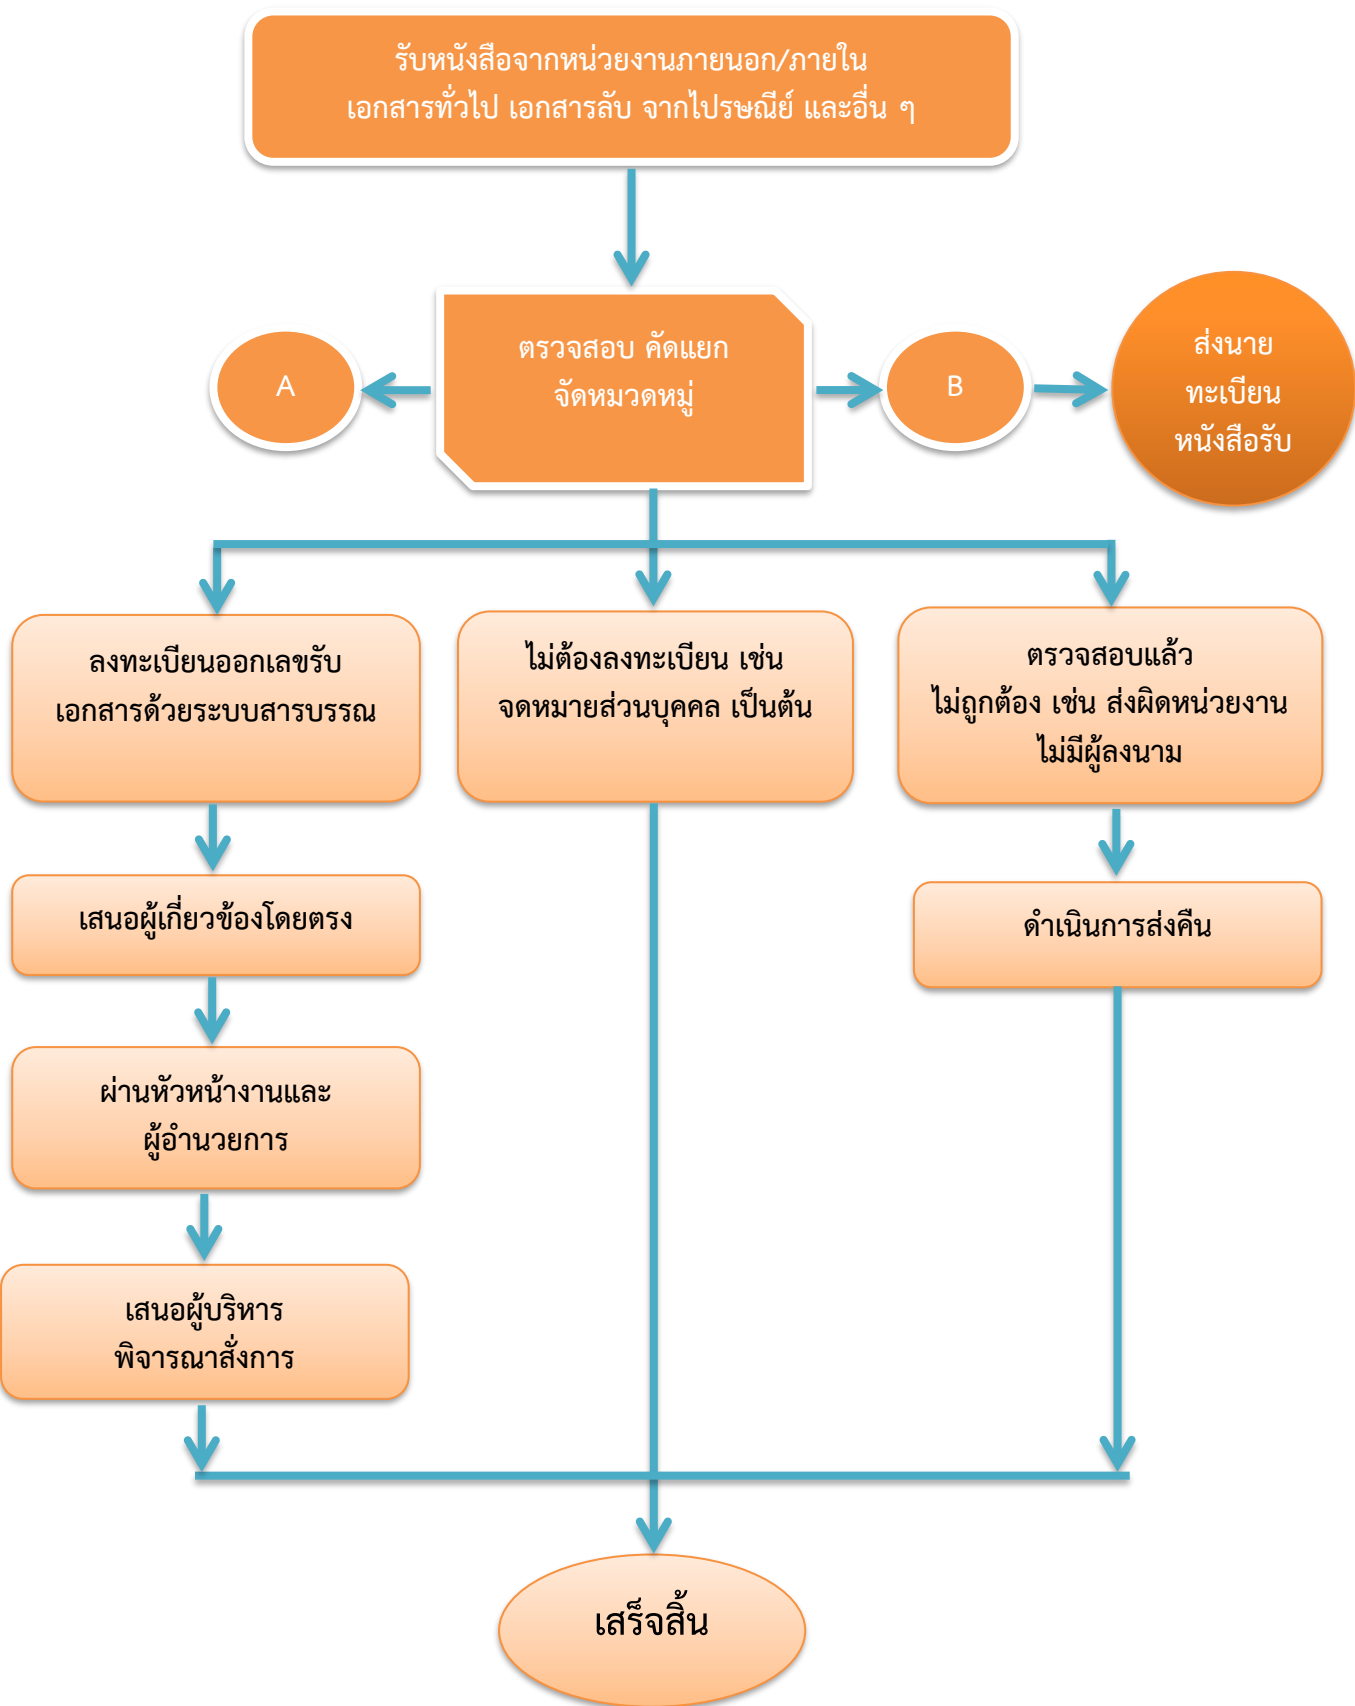 รับหนังสือจากหน่วยงานภายนอก/ภายใน
เอกสารทั่วไป เอกสารลับ จากไปรษณีย์ และอื่น ๆ
A
ตรวจสอบ คัดแยก
จัดหมวดหมู่
B
ส่งนาย
ทะเบียน
หนังสือรับ
ลงทะเบียนออกเลขรับ
เอกสารด้วยระบบสารบรรณ
ไม่ต้องลงทะเบียน เช่น
จดหมายส่วนบุคคล เป็นต้น
ตรวจสอบแล้ว
ไม่ถูกต้อง เช่น ส่งผิดหน่วยงาน
ไม่มีผู้ลงนาม
เสนอผู้เกี่ยวข้องโดยตรง
ดำเนินการส่งคืน
ผ่านหัวหน้างานและ
ผู้อำนวยการ
เสนอผู้บริหาร
พิจารณาสั่งการ
เสร็จสิ้น